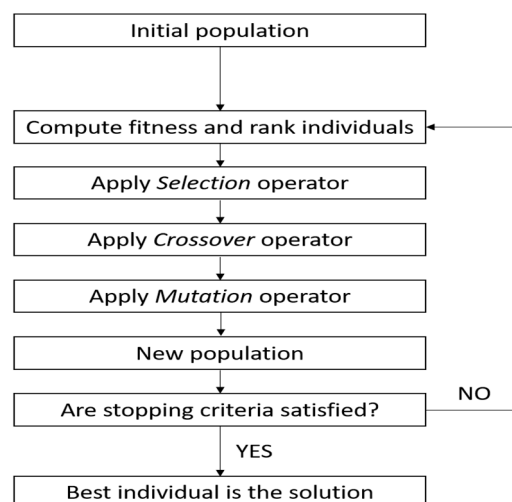 Initial population
Compute fitness and rank individuals
Apply Selection operator
Apply Crossover operator
Apply Mutation operator
New population
Are stopping criteria satisfied?
NO
YES
Best individual is the solution